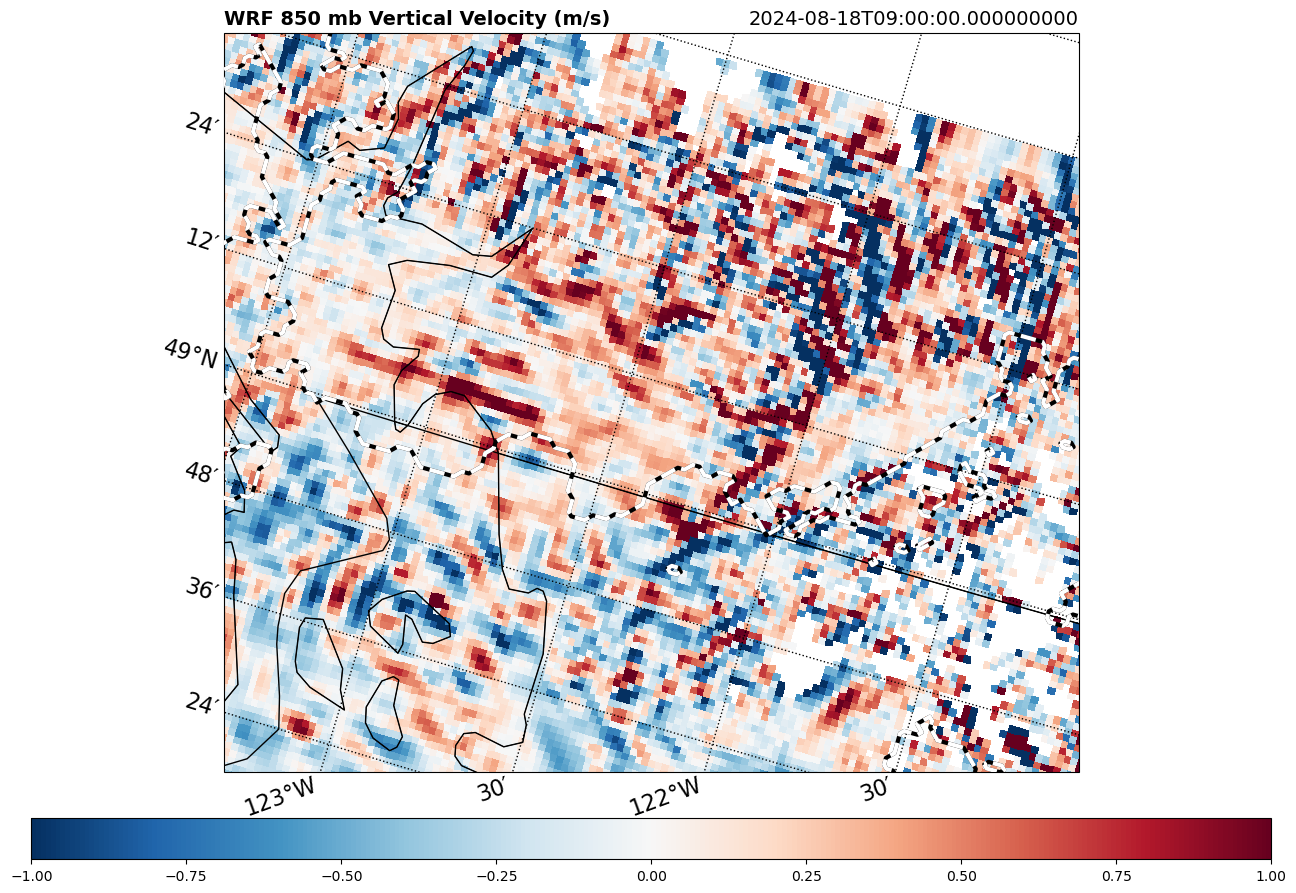 WRF 850 mb Vertical Velocity (m/s) 2024-08-18T09:00:00.000000000
24′
12′
49°N
48′
36′
24′
123°W 30′ 122°W 30′
−1.00 −0.75 −0.50 −0.25 0.00 0.25 0.50 0.75 1.00